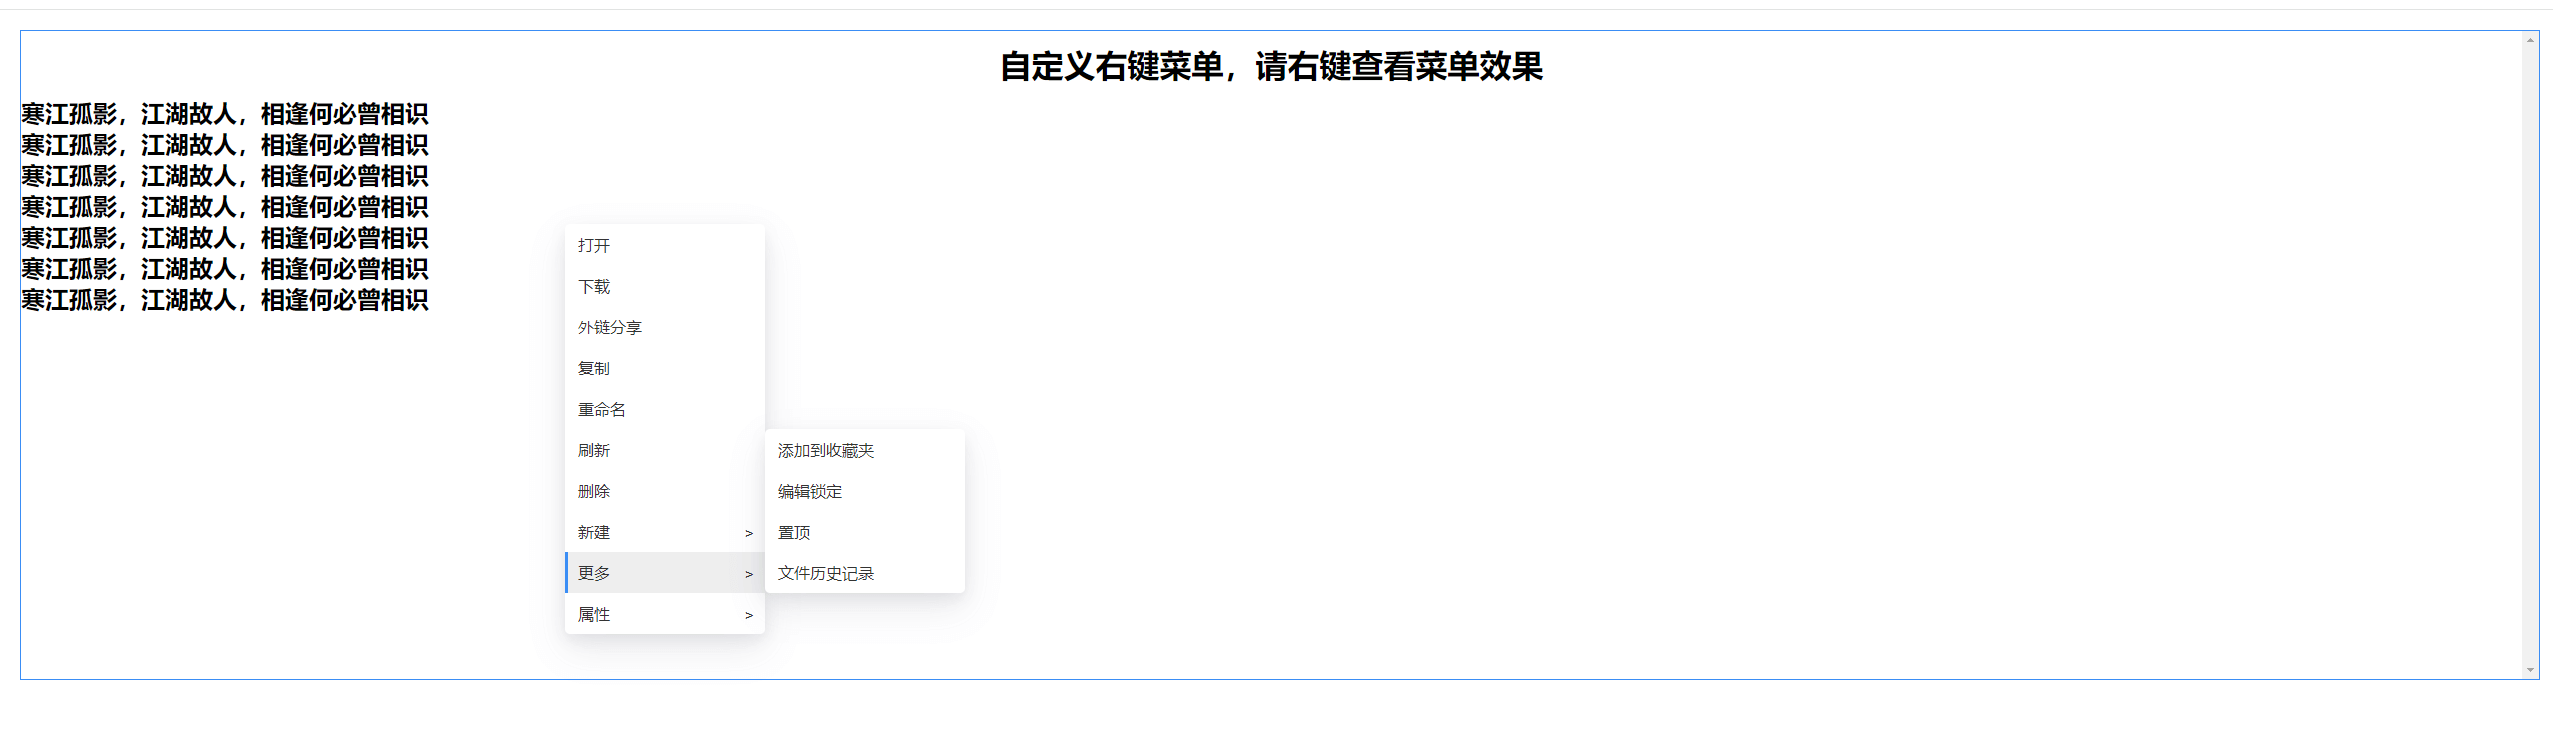 自定义右键菜单，请右键查看菜单效果
寒江孤影，江湖故人，相逢何必曾相识
寒江孤影，江湖故人，相逢何必曾相识
寒江孤影，江湖故人，相逢何必曾相识
寒江孤影，江湖故人，相逢何必曾相识
寒江孤影，江湖故人，相逢何必曾相识
寒江孤影，江湖故人，相逢何必曾相识
寒江孤影，江湖故人，相逢何必曾相识
打开
下载
外链分享
复制
重命名
刷新
删除
新建 >
更多 >
属性 >
添加到收藏夹
编辑锁定
置顶
文件历史记录